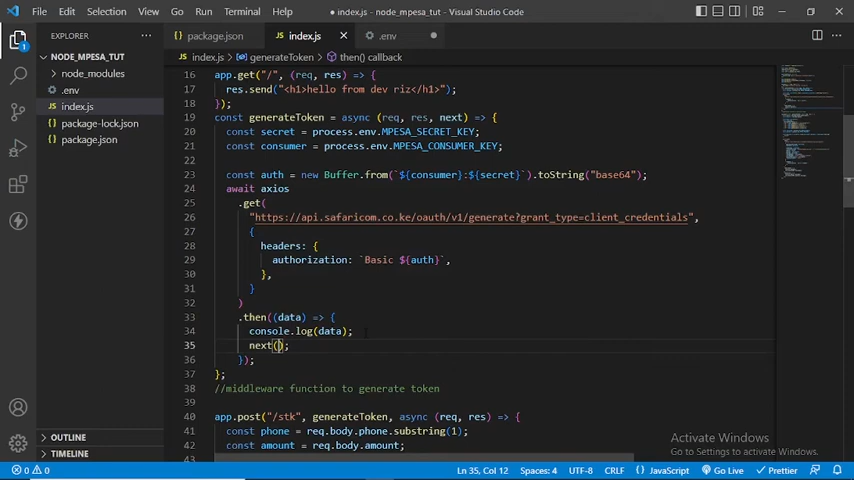 File Edit Selection View Go Run Terminal Help
● index.js - node_mpesa_tut - Visual Studio Code
EXPLORER
package.json
index.js
.env
index.js > generateToken > then() callback
NODE_MPESA_TUT
node_modules
.env
index.js
package-lock.json
package.json
16 app.get("/", (req, res) => {
17 res.send("<h1>hello from dev riz</h1>");
18 });
19 const generateToken = async (req, res, next) => {
20 const secret = process.env.MPESA_SECRET_KEY;
21 const consumer = process.env.MPESA_CONSUMER_KEY;
22
23 const auth = new Buffer.from(`${consumer}:${secret}`).toString("base64");
24 await axios
25 .get(
26 "https://api.safaricom.co.ke/oauth/v1/generate?grant_type=client_credentials",
27 {
28 headers: {
29 authorization: `Basic ${auth}`,
30 },
31 }
32 )
33 .then((data) => {
34 console.log(data);
35 next();
36 });
37 };
38 //middleware function to generate token
39
40 app.post("/stk", generateToken, async (req, res) => {
41 const phone = req.body.phone.substring(1);
42 const amount = req.body.amount;
OUTLINE
TIMELINE
1
Activate Windows
Go to Settings to activate Windows.
0 0 Ln 35, Col 12 Spaces: 4 UTF-8 CRLF JavaScript Go Live Prettier